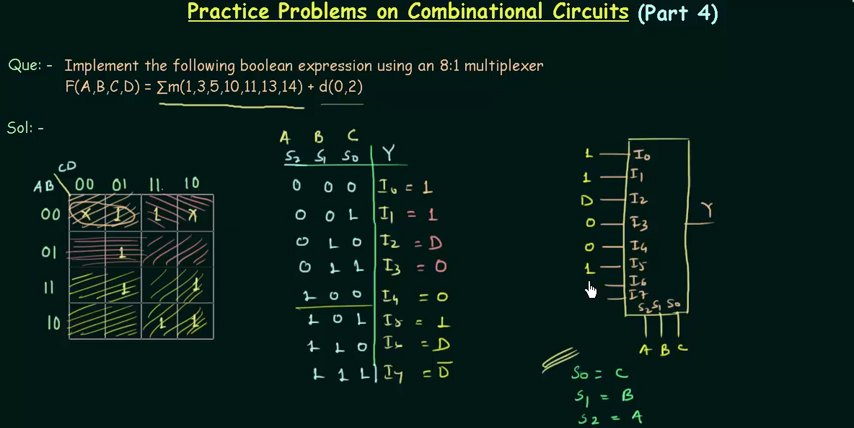 Practice Problems on Combinational Circuits (Part 4)
Que: - Implement the following boolean expression using an 8:1 multiplexer
F(A,B,C,D) = ∑m(1,3,5,10,11,13,14) + d(0,2)
Sol: -
CD
AB 00 01 11 10
00 X 1 1 X
01 1
11 1 1
10 1 1
A B C
S2 S1 S0 Y
0 0 0 I0 = 1
0 0 1 I1 = 1
0 1 0 I2 = D
0 1 1 I3 = 0
1 0 0 I4 = 0
1 0 1 I5 = 1
1 1 0 I6 = D
1 1 1 I7 = D̅
1 I0
1 I1
D I2
0 I3
0 I4
1 I5
I6
I7
Y
S2 S1 S0
A B C
S0 = C
S1 = B
S2 = A